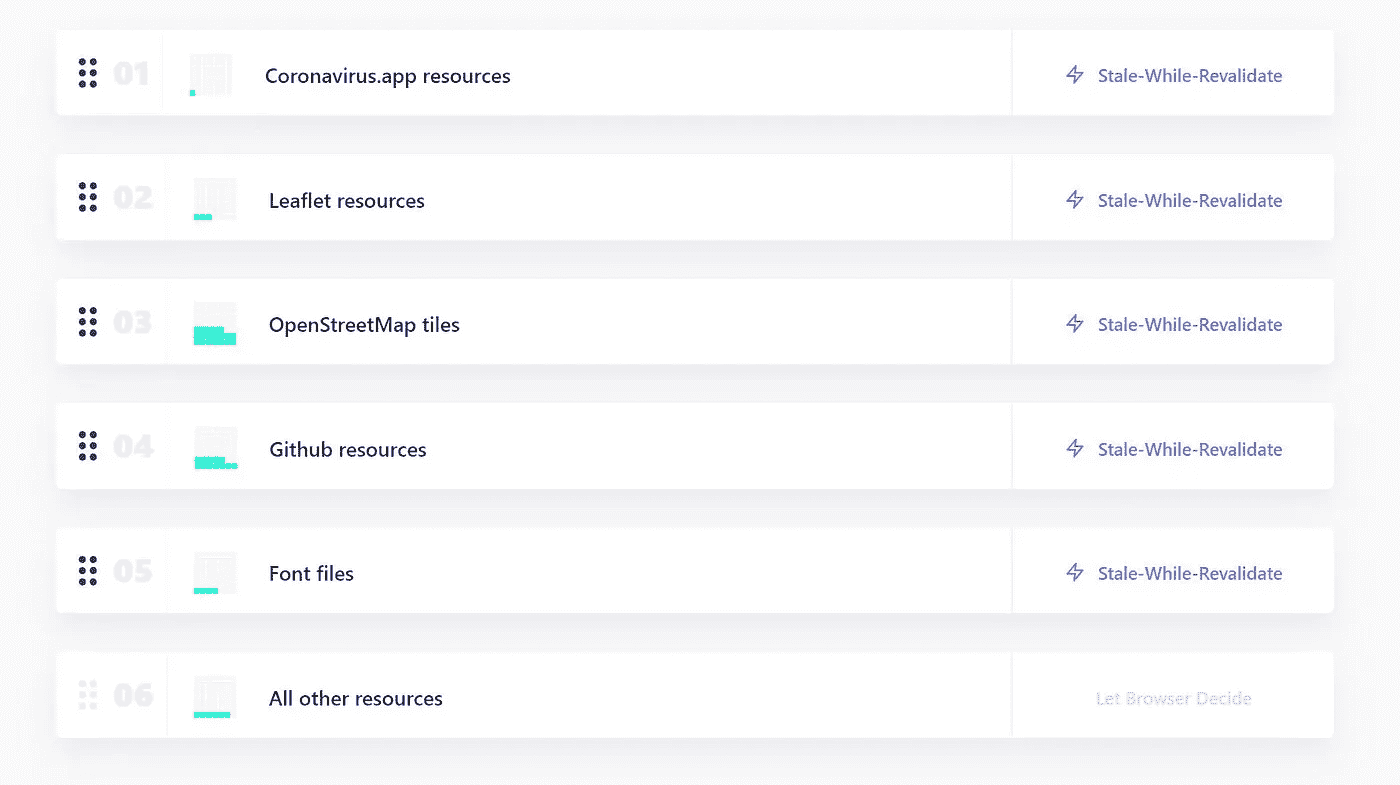 01 Coronavirus.app resources Stale-While-Revalidate
02 Leaflet resources Stale-While-Revalidate
03 OpenStreetMap tiles Stale-While-Revalidate
04 Github resources Stale-While-Revalidate
05 Font files Stale-While-Revalidate
06 All other resources Let Browser Decide